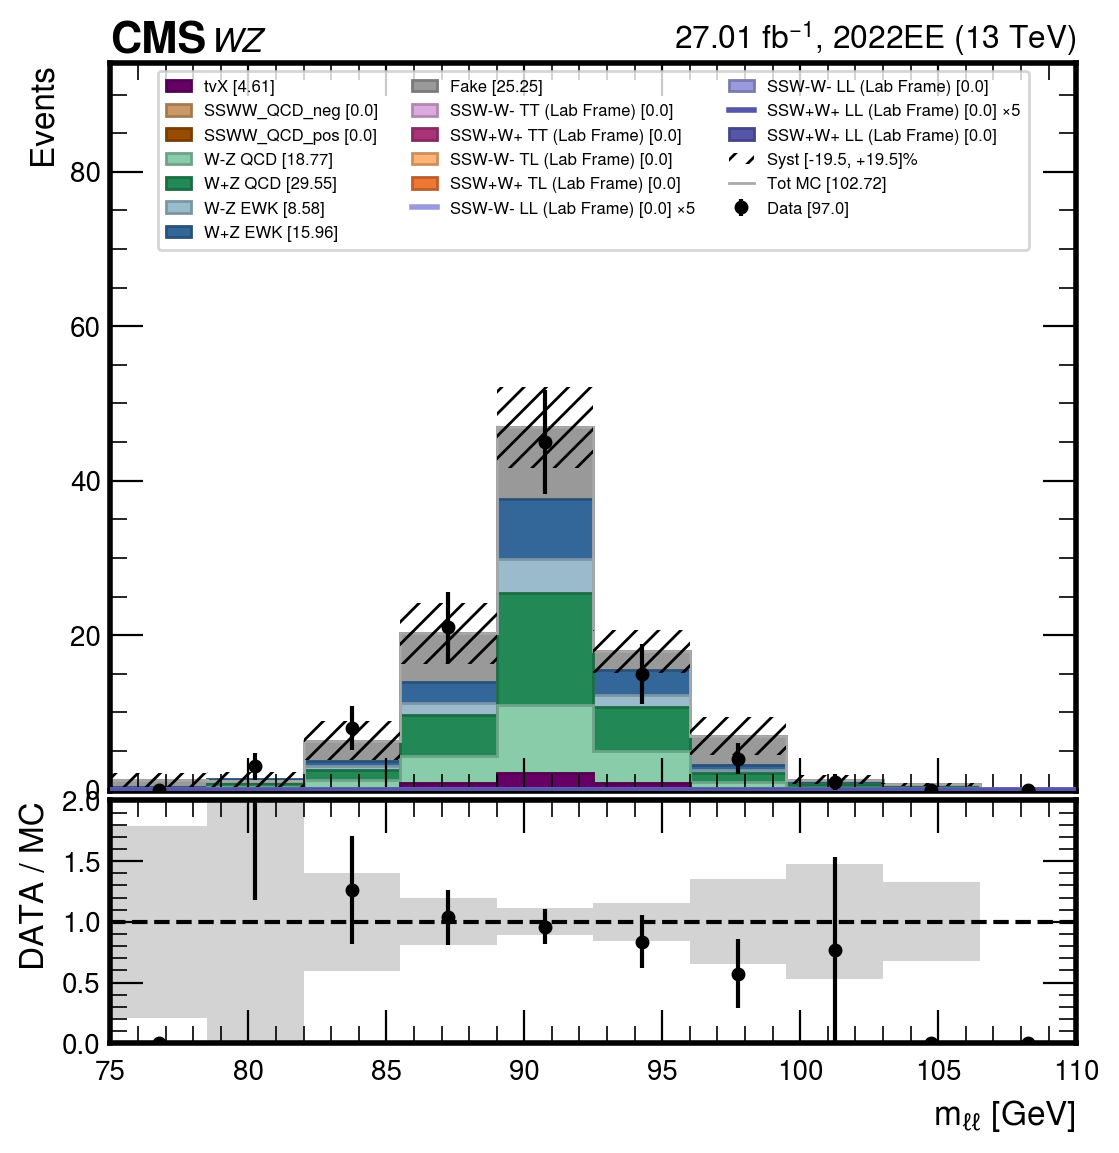 CMS WZ
27.01 fb⁻¹, 2022EE (13 TeV)
Events
tvX [4.61]
SSWW_QCD_neg [0.0]
SSWW_QCD_pos [0.0]
W-Z QCD [18.77]
W+Z QCD [29.55]
W-Z EWK [8.58]
W+Z EWK [15.96]
Fake [25.25]
SSW-W- TT (Lab Frame) [0.0]
SSW+W+ TT (Lab Frame) [0.0]
SSW-W- TL (Lab Frame) [0.0]
SSW+W+ TL (Lab Frame) [0.0]
SSW-W- LL (Lab Frame) [0.0] ×5
SSW-W- LL (Lab Frame) [0.0]
SSW+W+ LL (Lab Frame) [0.0] ×5
SSW+W+ LL (Lab Frame) [0.0]
Syst [-19.5, +19.5]%
Tot MC [102.72]
Data [97.0]
80
60
40
20
0
DATA / MC
2.0
1.5
1.0
0.5
0.0
75 80 85 90 95 100 105 110
mℓℓ [GeV]